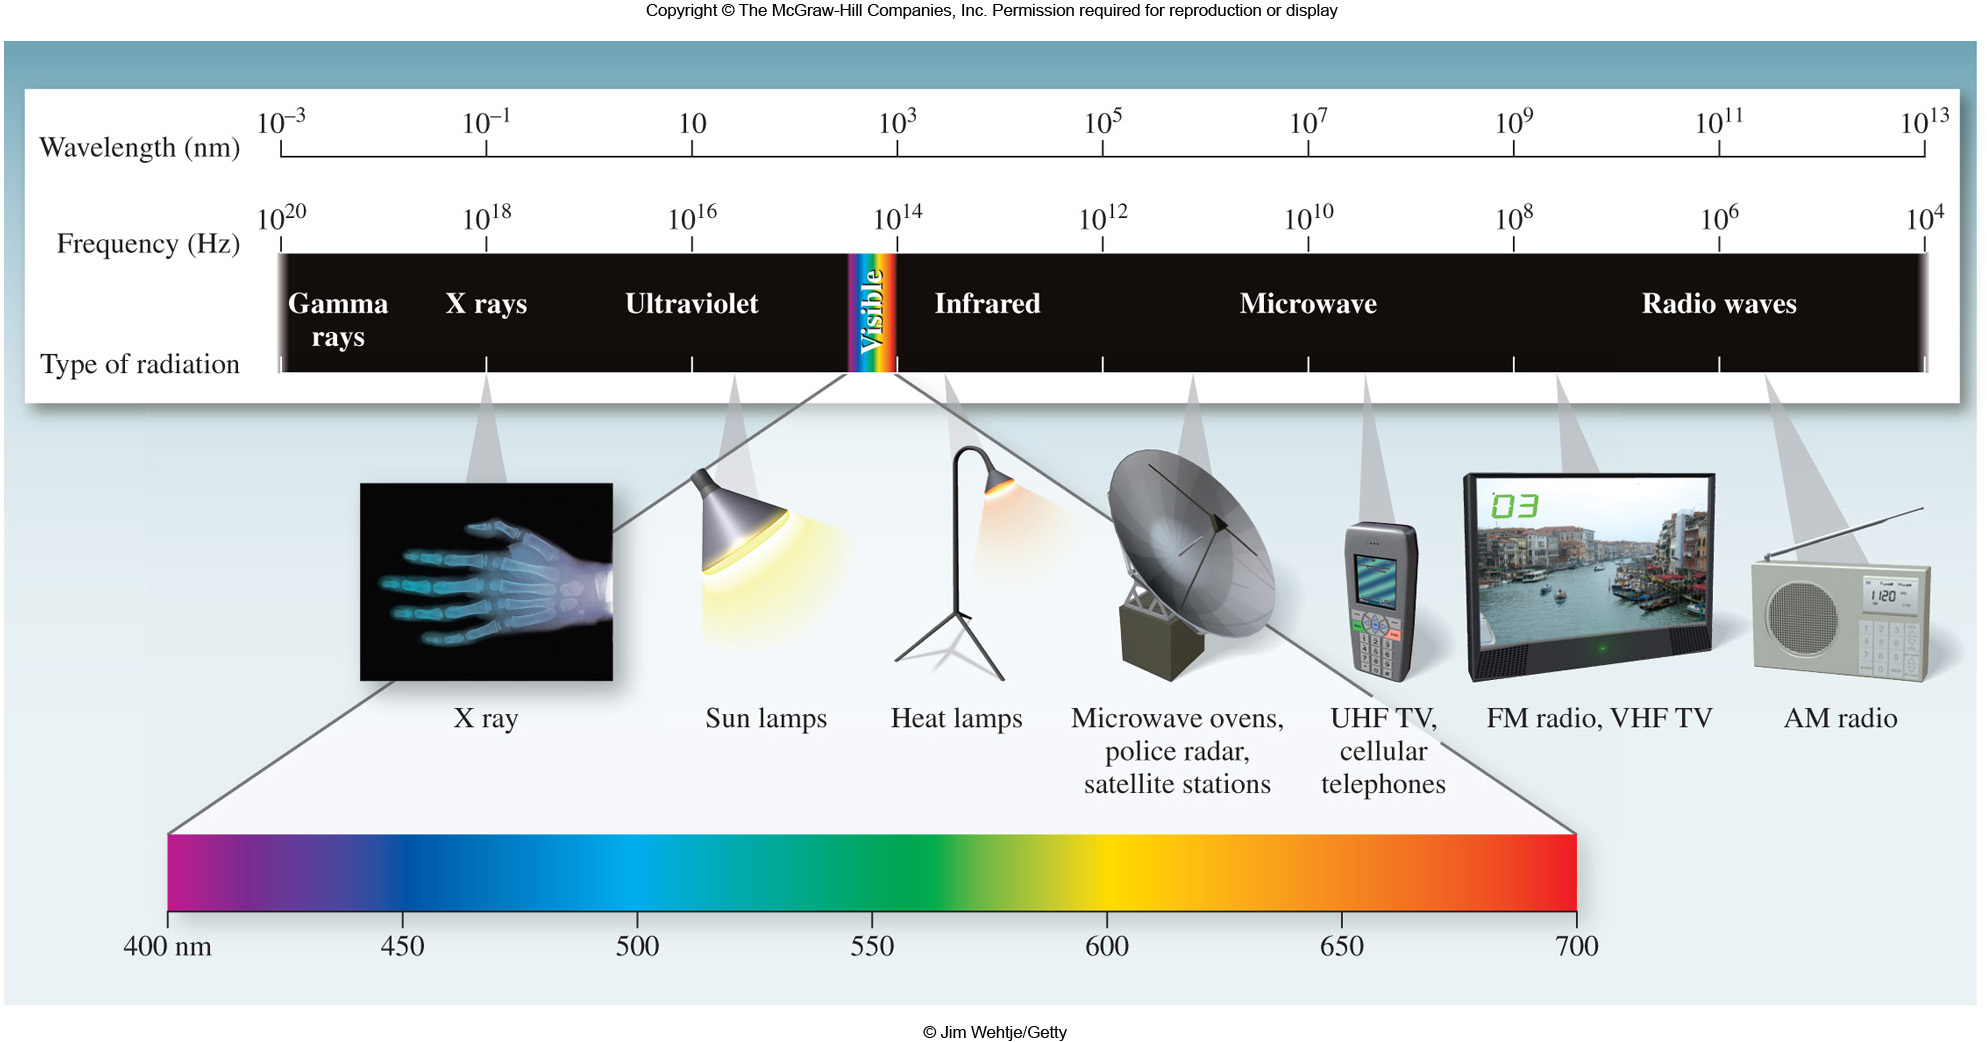 Copyright © The McGraw-Hill Companies, Inc. Permission required for reproduction or display
Wavelength (nm)
10⁻³ 10⁻¹ 10 10³ 10⁵ 10⁷ 10⁹ 10¹¹ 10¹³
Frequency (Hz)
10²⁰ 10¹⁸ 10¹⁶ 10¹⁴ 10¹² 10¹⁰ 10⁸ 10⁶ 10⁴
Type of radiation
Gamma
rays
X rays
Ultraviolet
Visible
Infrared
Microwave
Radio waves
03
1120
X ray
Sun lamps
Heat lamps
Microwave ovens,
police radar,
satellite stations
UHF TV,
cellular
telephones
FM radio, VHF TV
AM radio
400 nm 450 500 550 600 650 700
© Jim Wehtje/Getty